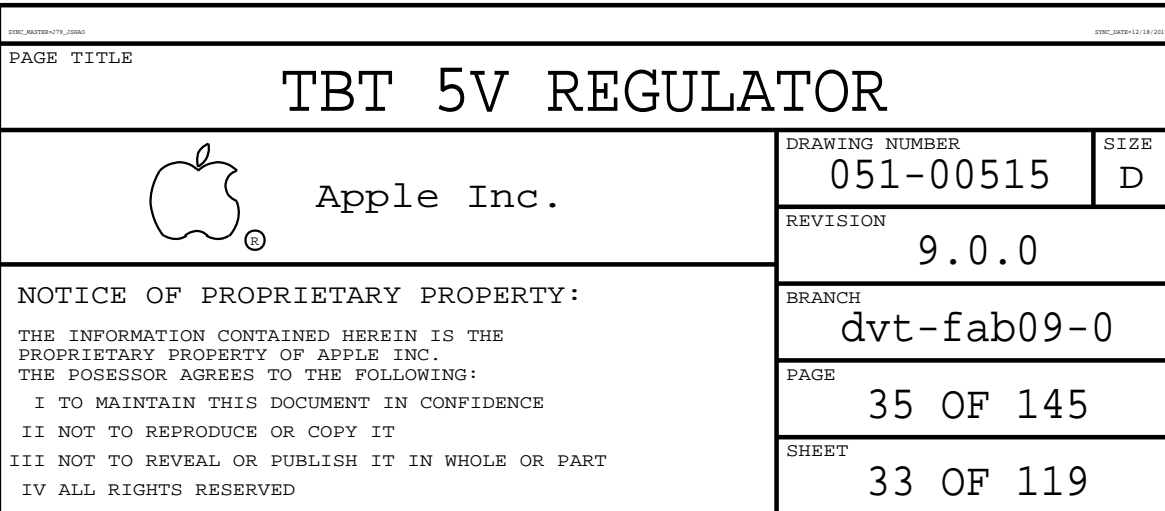 SYNC_MASTER=J79_JSHAO
SYNC_DATE=12/18/201
PAGE TITLE
TBT 5V REGULATOR
Apple Inc.
R
DRAWING NUMBER
051-00515
SIZE
D
REVISION
9.0.0
BRANCH
dvt-fab09-0
PAGE
35 OF 145
SHEET
33 OF 119
NOTICE OF PROPRIETARY PROPERTY:
THE INFORMATION CONTAINED HEREIN IS THE
PROPRIETARY PROPERTY OF APPLE INC.
THE POSESSOR AGREES TO THE FOLLOWING:
I TO MAINTAIN THIS DOCUMENT IN CONFIDENCE
II NOT TO REPRODUCE OR COPY IT
III NOT TO REVEAL OR PUBLISH IT IN WHOLE OR PART
IV ALL RIGHTS RESERVED